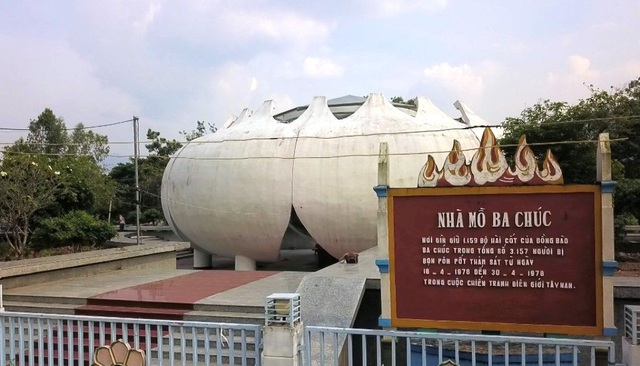 NHÀ MỒ BA CHÚC
NƠI GÌN GIỮ 1.159 BỘ HÀI CỐT CỦA ĐỒNG BÀO
BA CHÚC TRONG TỔNG SỐ 3.157 NGƯỜI BỊ
BỌN PÔN PỐT THẢM SÁT TỪ NGÀY
18 - 4 - 1978 ĐẾN 30 - 4 - 1978
TRONG CUỘC CHIẾN TRANH BIÊN GIỚI TÂY NAM.